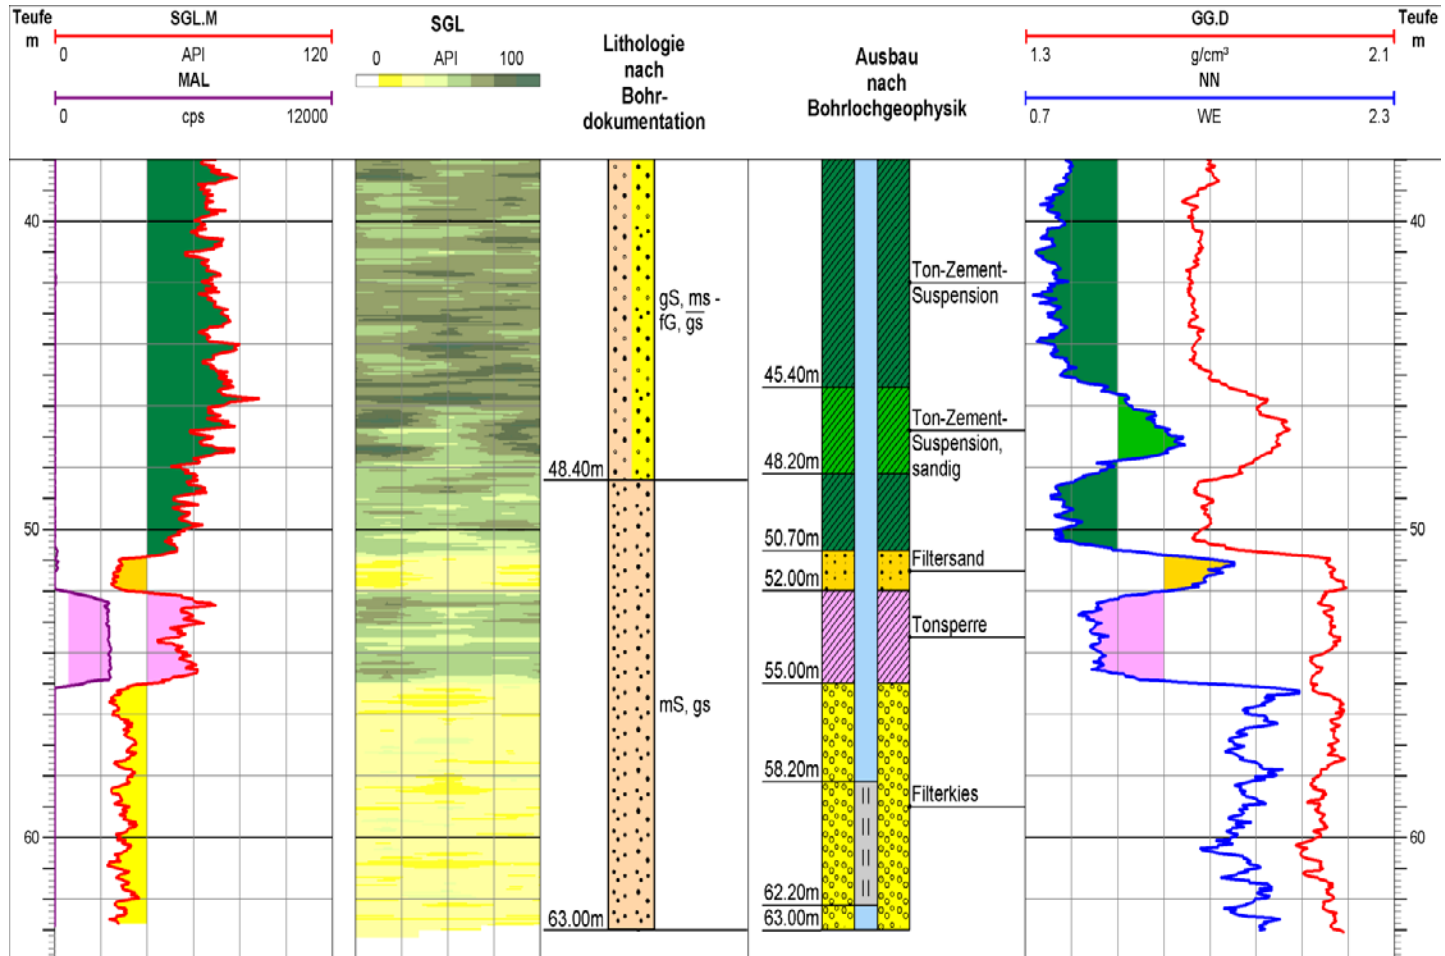 Teufe
m
SGL.M
0 API 120
MAL
0 cps 12000
SGL
0 API 100
Lithologie
nach
Bohr-
dokumentation
Ausbau
nach
Bohrlochgeophysik
GG.D
1.3 g/cm³ 2.1
NN
0.7 WE 2.3
Teufe
m
40
50
60
gS, ms -
fG, gs
48.40m
mS, gs
63.00m
45.40m
48.20m
50.70m
52.00m
55.00m
58.20m
62.20m
63.00m
Ton-Zement-
Suspension
Ton-Zement-
Suspension,
sandig
Filtersand
Tonsperre
Filterkies
40
50
60